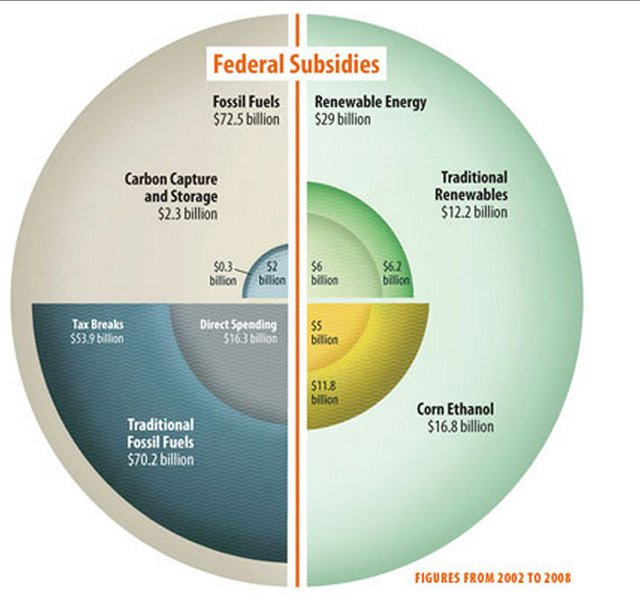 Federal Subsidies
Fossil Fuels
$72.5 billion
Renewable Energy
$29 billion
Carbon Capture
and Storage
$2.3 billion
Traditional
Renewables
$12.2 billion
$0.3
billion
$2
billion
$6
billion
$6.2
billion
Tax Breaks
$53.9 billion
Direct Spending
$16.3 billion
$5
billion
$11.8
billion
Traditional
Fossil Fuels
$70.2 billion
Corn Ethanol
$16.8 billion
FIGURES FROM 2002 TO 2008